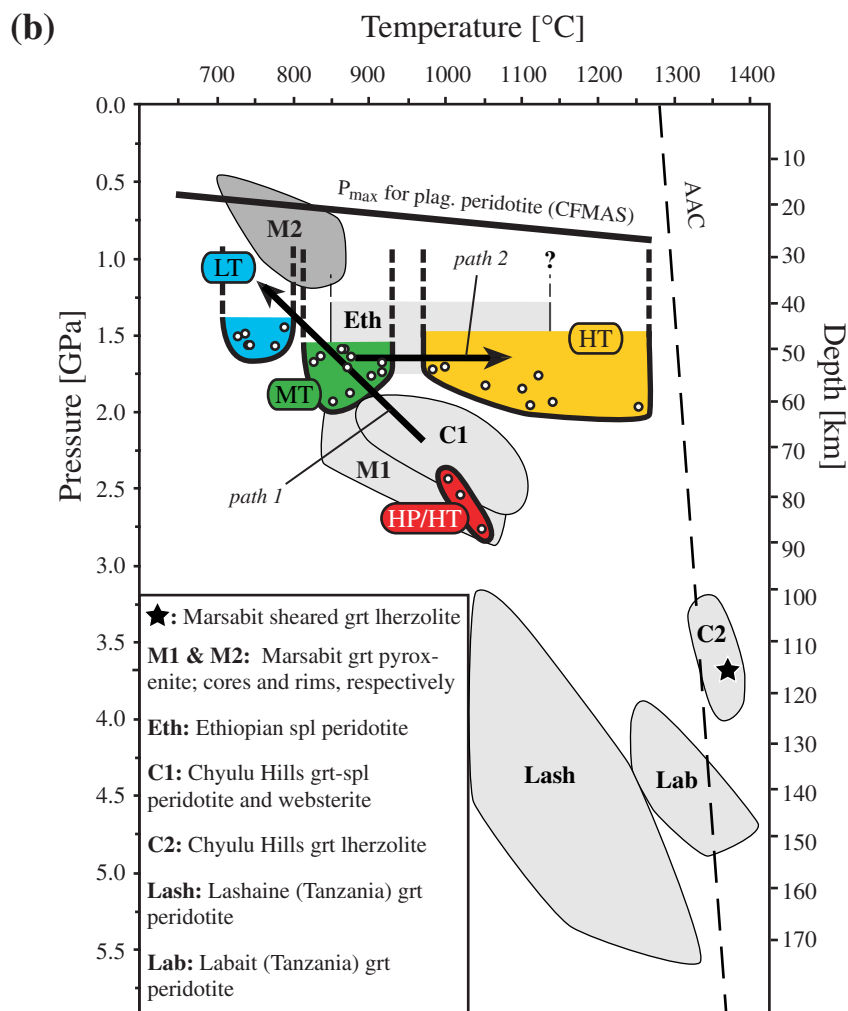 (b)
Temperature [°C]
700 800 900 1000 1100 1200 1300 1400
0.0
0.5
1.0
1.5
2.0
2.5
3.0
3.5
4.0
4.5
5.0
5.5
Pressure [GPa]
10
20
30
40
50
60
70
80
90
100
110
120
130
140
150
160
170
Depth [km]
AAC
Pmax for plag. peridotite (CFMAS)
M2
LT
path 2
?
Eth
HT
MT
C1
M1
path 1
HP/HT
C2
Lash
Lab
★: Marsabit sheared grt lherzolite
M1 & M2: Marsabit grt pyrox-
enite; cores and rims, respectively
Eth: Ethiopian spl peridotite
C1: Chyulu Hills grt-spl
peridotite and websterite
C2: Chyulu Hills grt lherzolite
Lash: Lashaine (Tanzania) grt
peridotite
Lab: Labait (Tanzania) grt
peridotite